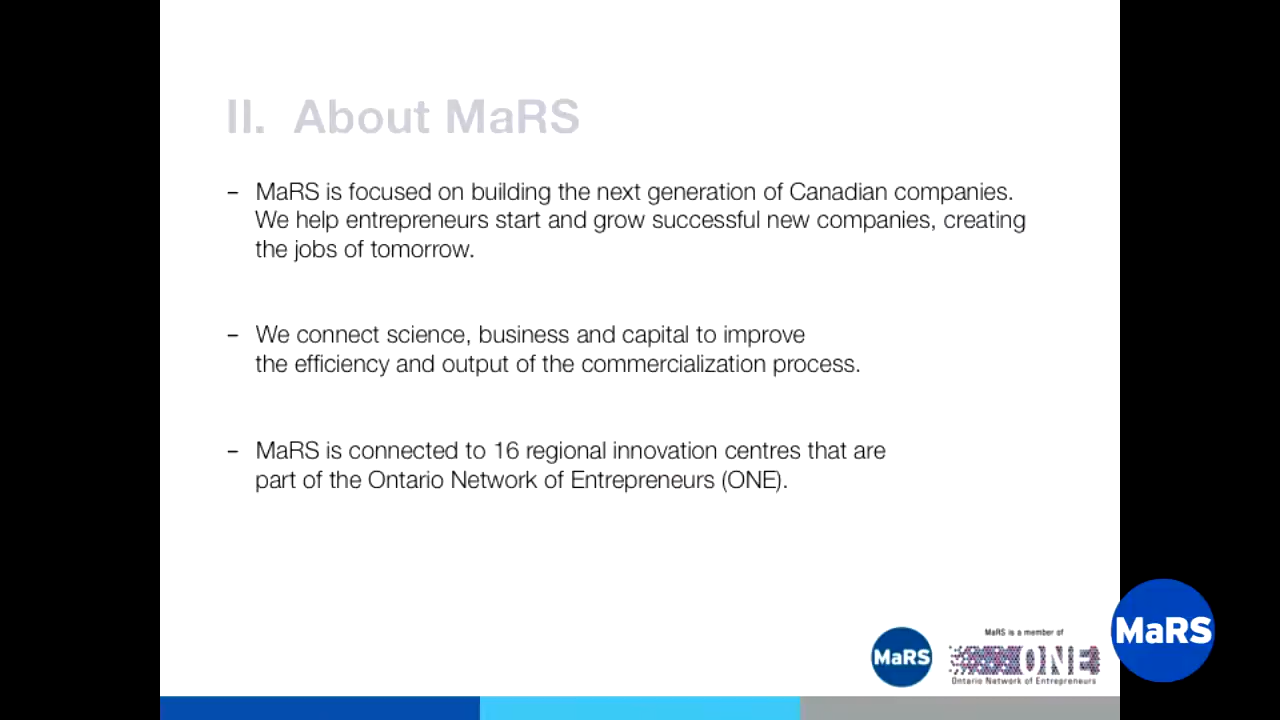 II. About MaRS
– MaRS is focused on building the next generation of Canadian companies.
We help entrepreneurs start and grow successful new companies, creating
the jobs of tomorrow.
– We connect science, business and capital to improve
the efficiency and output of the commercialization process.
– MaRS is connected to 16 regional innovation centres that are
part of the Ontario Network of Entrepreneurs (ONE).
MaRS
MaRS is a member of
ONE
Ontario Network of Entrepreneurs
MaRS